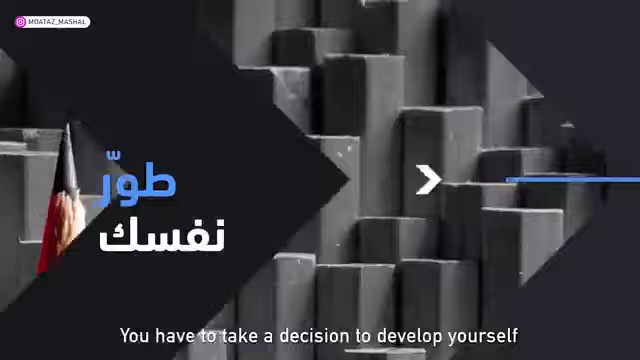 MOATAZ_MASHAL
طوّر
نفسك
You have to take a decision to develop yourself